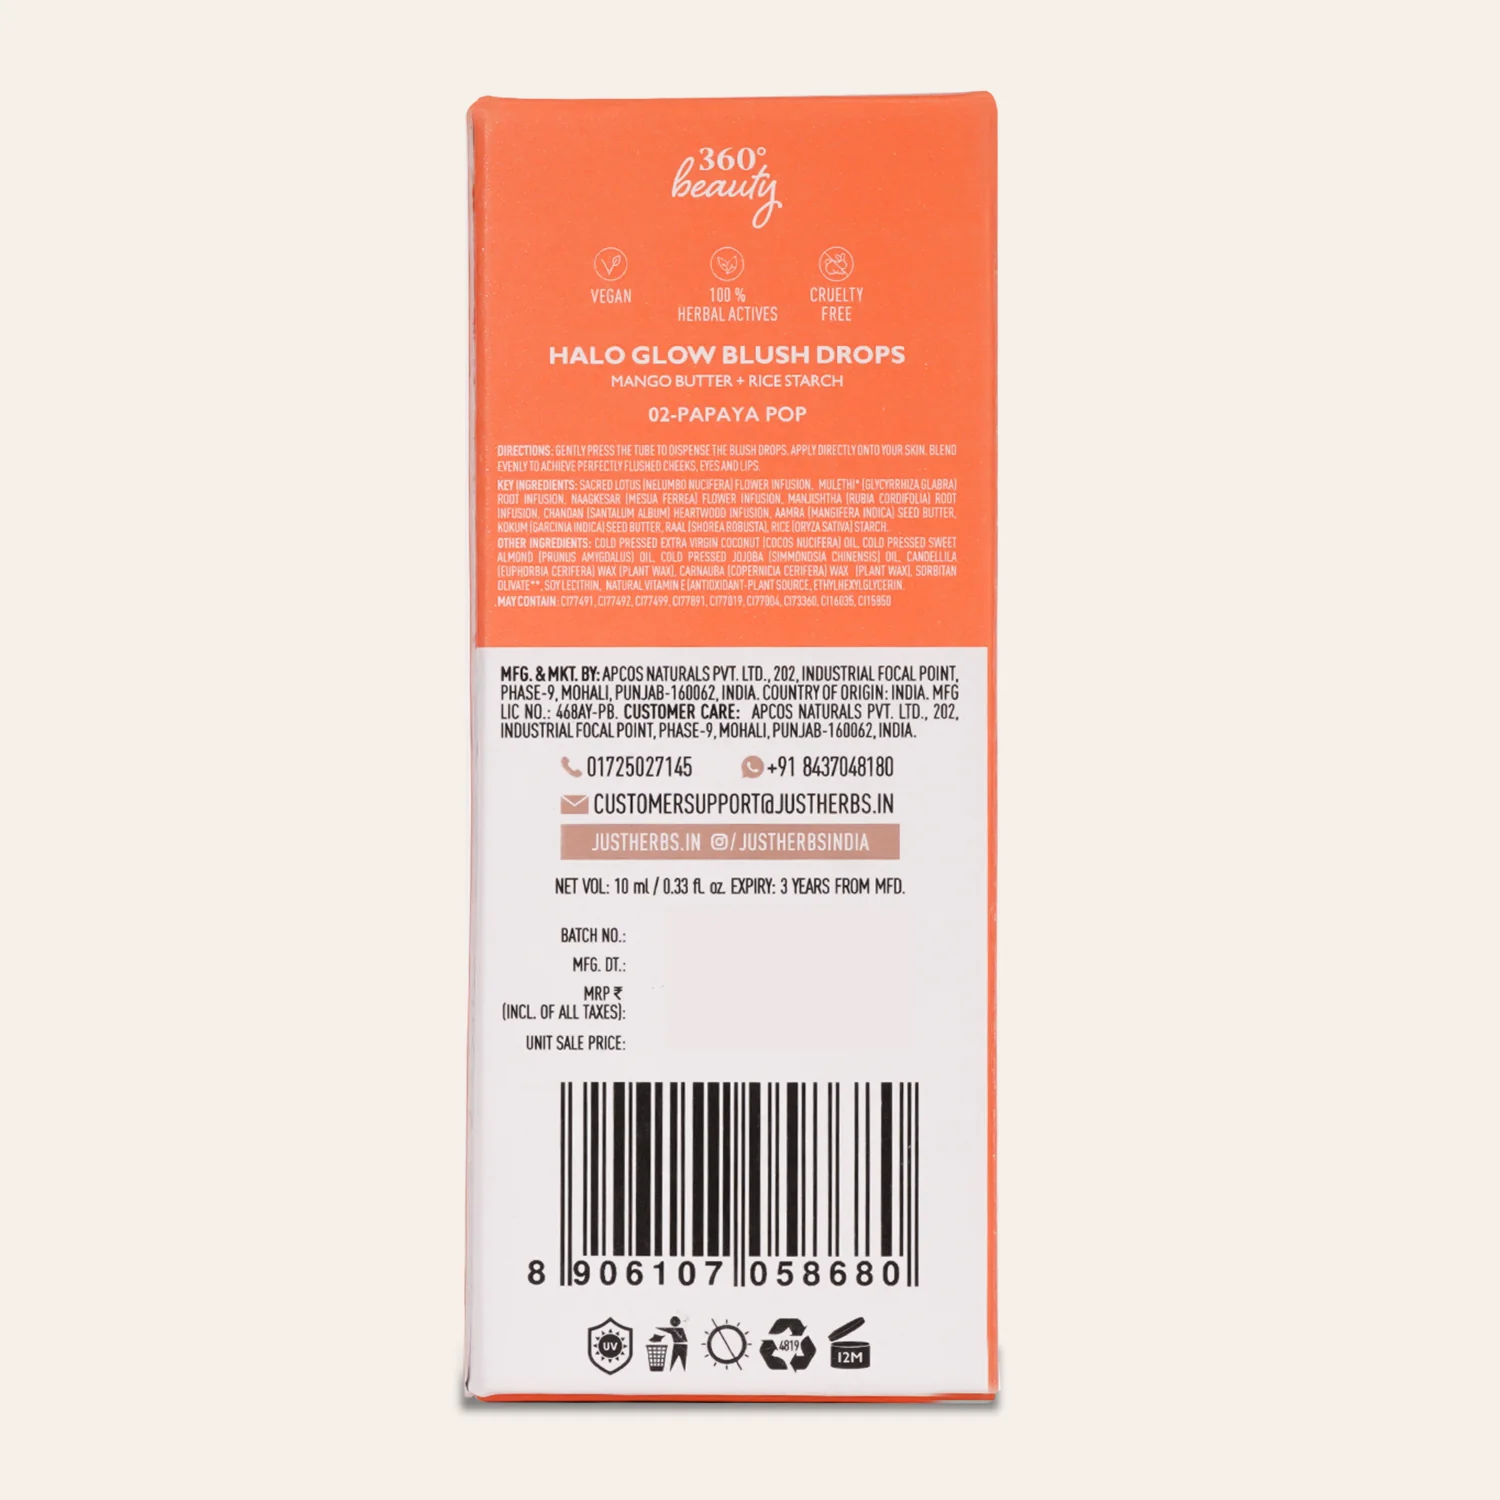 360°
beauty
VEGAN
100 %
HERBAL ACTIVES
CRUELTY
FREE
HALO GLOW BLUSH DROPS
MANGO BUTTER + RICE STARCH
02-PAPAYA POP
DIRECTIONS: GENTLY PRESS THE TUBE TO DISPENSE THE BLUSH DROPS. APPLY DIRECTLY ONTO YOUR SKIN. BLEND
EVENLY TO ACHIEVE PERFECTLY FLUSHED CHEEKS, EYES AND LIPS.
KEY INGREDIENTS: SACRED LOTUS (NELUMBO NUCIFERA) FLOWER INFUSION, MULETHI* (GLYCYRRHIZA GLABRA)
ROOT INFUSION, NAAGKESAR (MESUA FERREA) FLOWER INFUSION, MANJISHTHA (RUBIA CORDIFOLIA) ROOT
INFUSION, CHANDAN (SANTALUM ALBUM) HEARTWOOD INFUSION, AAMRA (MANGIFERA INDICA) SEED BUTTER,
KOKUM (GARCINIA INDICA) SEED BUTTER, RAAL (SHOREA ROBUSTA), RICE (ORYZA SATIVA) STARCH.
OTHER INGREDIENTS: COLD PRESSED EXTRA VIRGIN COCONUT (COCOS NUCIFERA) OIL, COLD PRESSED SWEET
ALMOND (PRUNUS AMYGDALUS) OIL, COLD PRESSED JOJOBA (SIMMONDSIA CHINENSIS) OIL, CANDELLILA
(EUPHORBIA CERIFERA) WAX (PLANT WAX), CARNAUBA (COPERNICIA CERIFERA) WAX (PLANT WAX), SORBITAN
OLIVATE**, SOY LECITHIN, NATURAL VITAMIN E (ANTIOXIDANT-PLANT SOURCE, ETHYLHEXYLGLYCERIN.
MAY CONTAIN: CI77491, CI77492, CI77499, CI77891, CI77019, CI77004, CI73360, CI16035, CI15850
MFG. & MKT. BY: APCOS NATURALS PVT. LTD., 202, INDUSTRIAL FOCAL POINT,
PHASE-9, MOHALI, PUNJAB-160062, INDIA. COUNTRY OF ORIGIN: INDIA. MFG
LIC NO.: 468AY-PB. CUSTOMER CARE: APCOS NATURALS PVT. LTD., 202,
INDUSTRIAL FOCAL POINT, PHASE-9, MOHALI, PUNJAB-160062, INDIA.
01725027145 +91 8437048180
CUSTOMERSUPPORT@JUSTHERBS.IN
JUSTHERBS.IN /JUSTHERBSINDIA
NET VOL: 10 ml / 0.33 fl. oz. EXPIRY: 3 YEARS FROM MFD.
BATCH NO.:
MFG. DT.:
MRP ₹
(INCL. OF ALL TAXES):
UNIT SALE PRICE:
8 906107 058680
UV
4819
12M